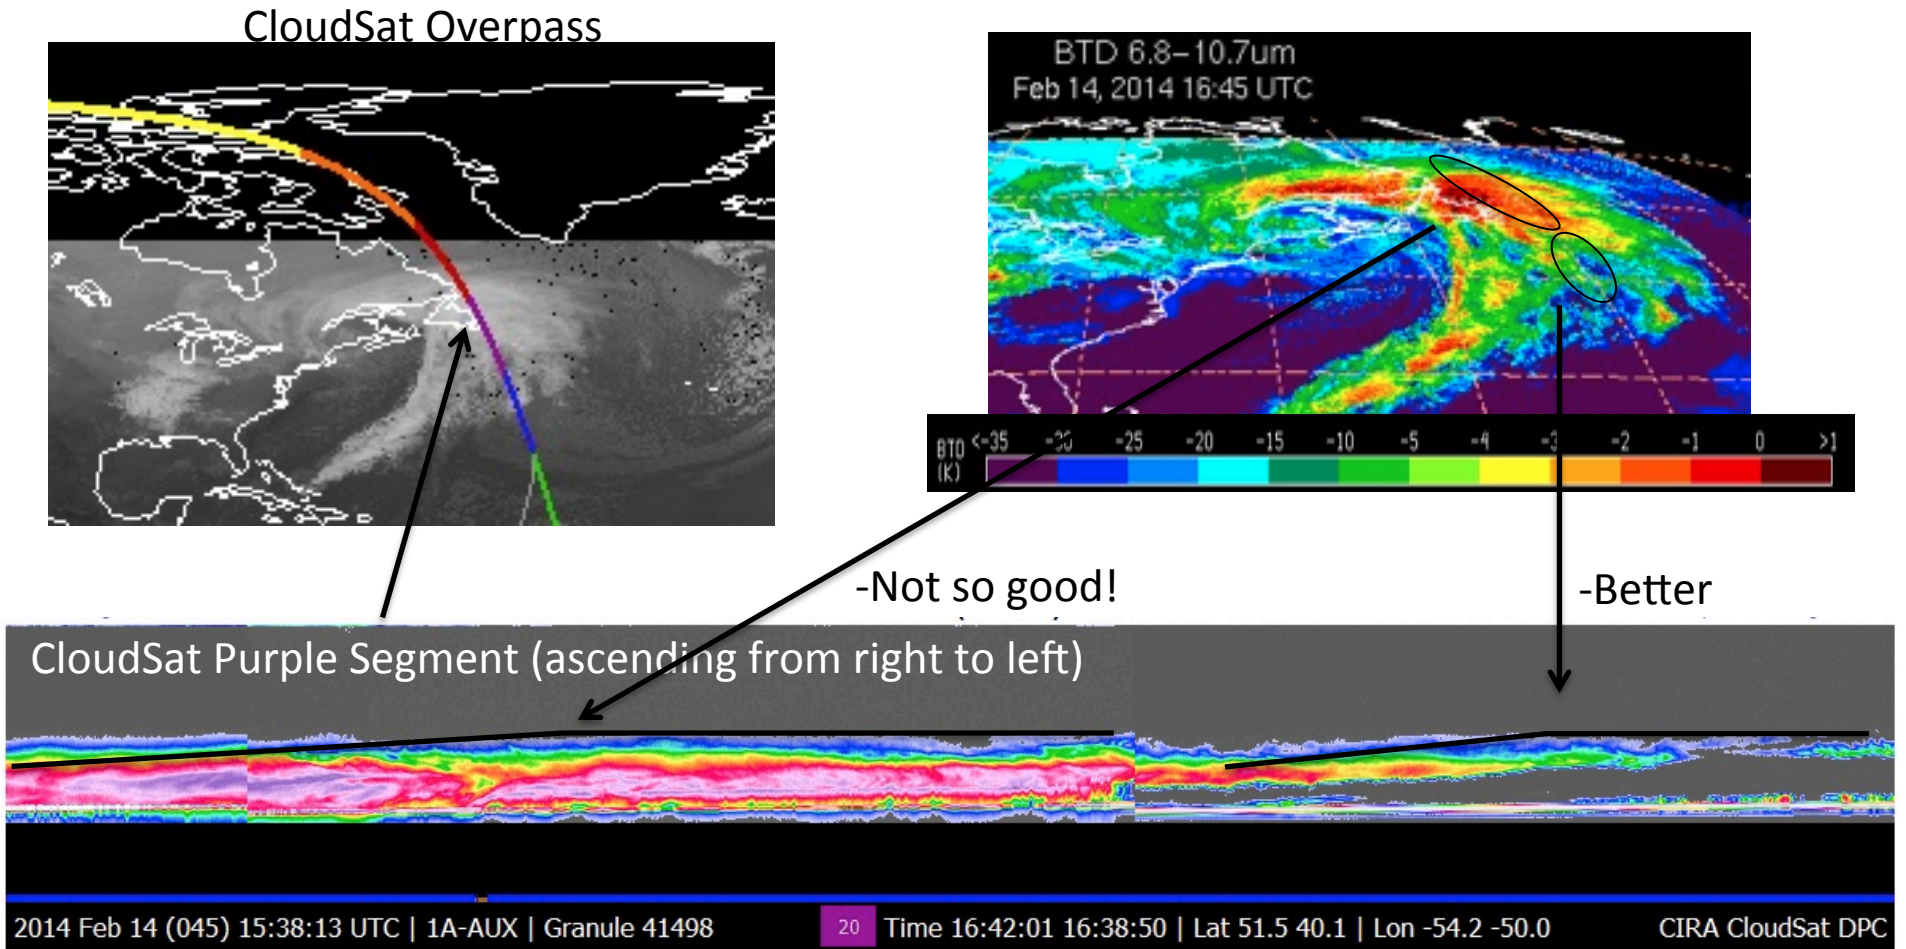 CloudSat Overpass
BTD 6.8–10.7um
Feb 14, 2014 16:45 UTC
BTD (K)
<-35 -30 -25 -20 -15 -10 -5 -4 -3 -2 -1 0 >1
-Not so good!
-Better
CloudSat Purple Segment (ascending from right to left)
2014 Feb 14 (045) 15:38:13 UTC | 1A-AUX | Granule 41498 20 Time 16:42:01 16:38:50 | Lat 51.5 40.1 | Lon -54.2 -50.0 CIRA CloudSat DPC